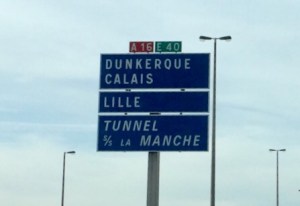 A 16 E 40
DUNKERQUE
CALAIS
LILLE
TUNNEL
S/S LA MANCHE